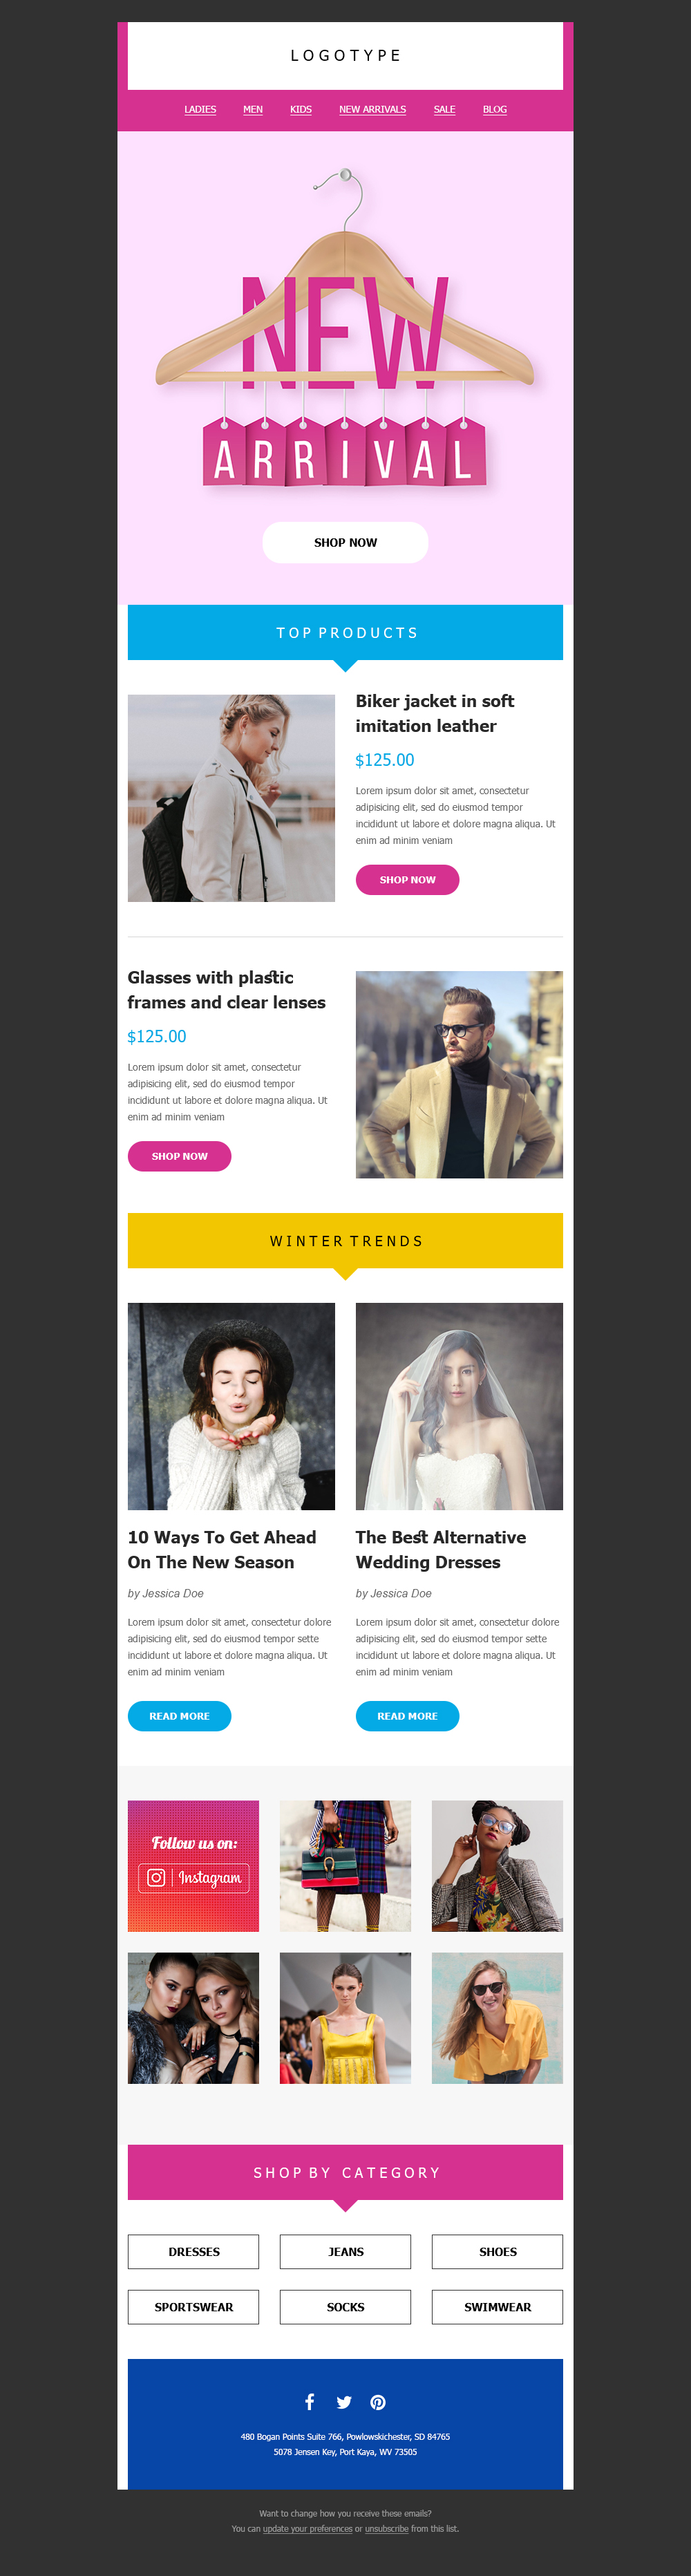 LOGOTYPE
LADIES MEN KIDS NEW ARRIVALS SALE BLOG
NEW
ARRIVAL
SHOP NOW
TOP PRODUCTS
Biker jacket in soft
imitation leather
$125.00
Lorem ipsum dolor sit amet, consectetur
adipisicing elit, sed do eiusmod tempor
incididunt ut labore et dolore magna aliqua. Ut
enim ad minim veniam
SHOP NOW
Glasses with plastic
frames and clear lenses
$125.00
Lorem ipsum dolor sit amet, consectetur
adipisicing elit, sed do eiusmod tempor
incididunt ut labore et dolore magna aliqua. Ut
enim ad minim veniam
SHOP NOW
WINTER TRENDS
10 Ways To Get Ahead
On The New Season
by Jessica Doe
Lorem ipsum dolor sit amet, consectetur dolore
adipisicing elit, sed do eiusmod tempor sette
incididunt ut labore et dolore magna aliqua. Ut
enim ad minim veniam
READ MORE
The Best Alternative
Wedding Dresses
by Jessica Doe
Lorem ipsum dolor sit amet, consectetur dolore
adipisicing elit, sed do eiusmod tempor sette
incididunt ut labore et dolore magna aliqua. Ut
enim ad minim veniam
READ MORE
Follow us on:
Instagram
SHOP BY CATEGORY
DRESSES JEANS SHOES
SPORTSWEAR SOCKS SWIMWEAR
480 Bogan Points Suite 766, Powlowskichester, SD 84765
5078 Jensen Key, Port Kaya, WV 73505
Want to change how you receive these emails?
You can update your preferences or unsubscribe from this list.